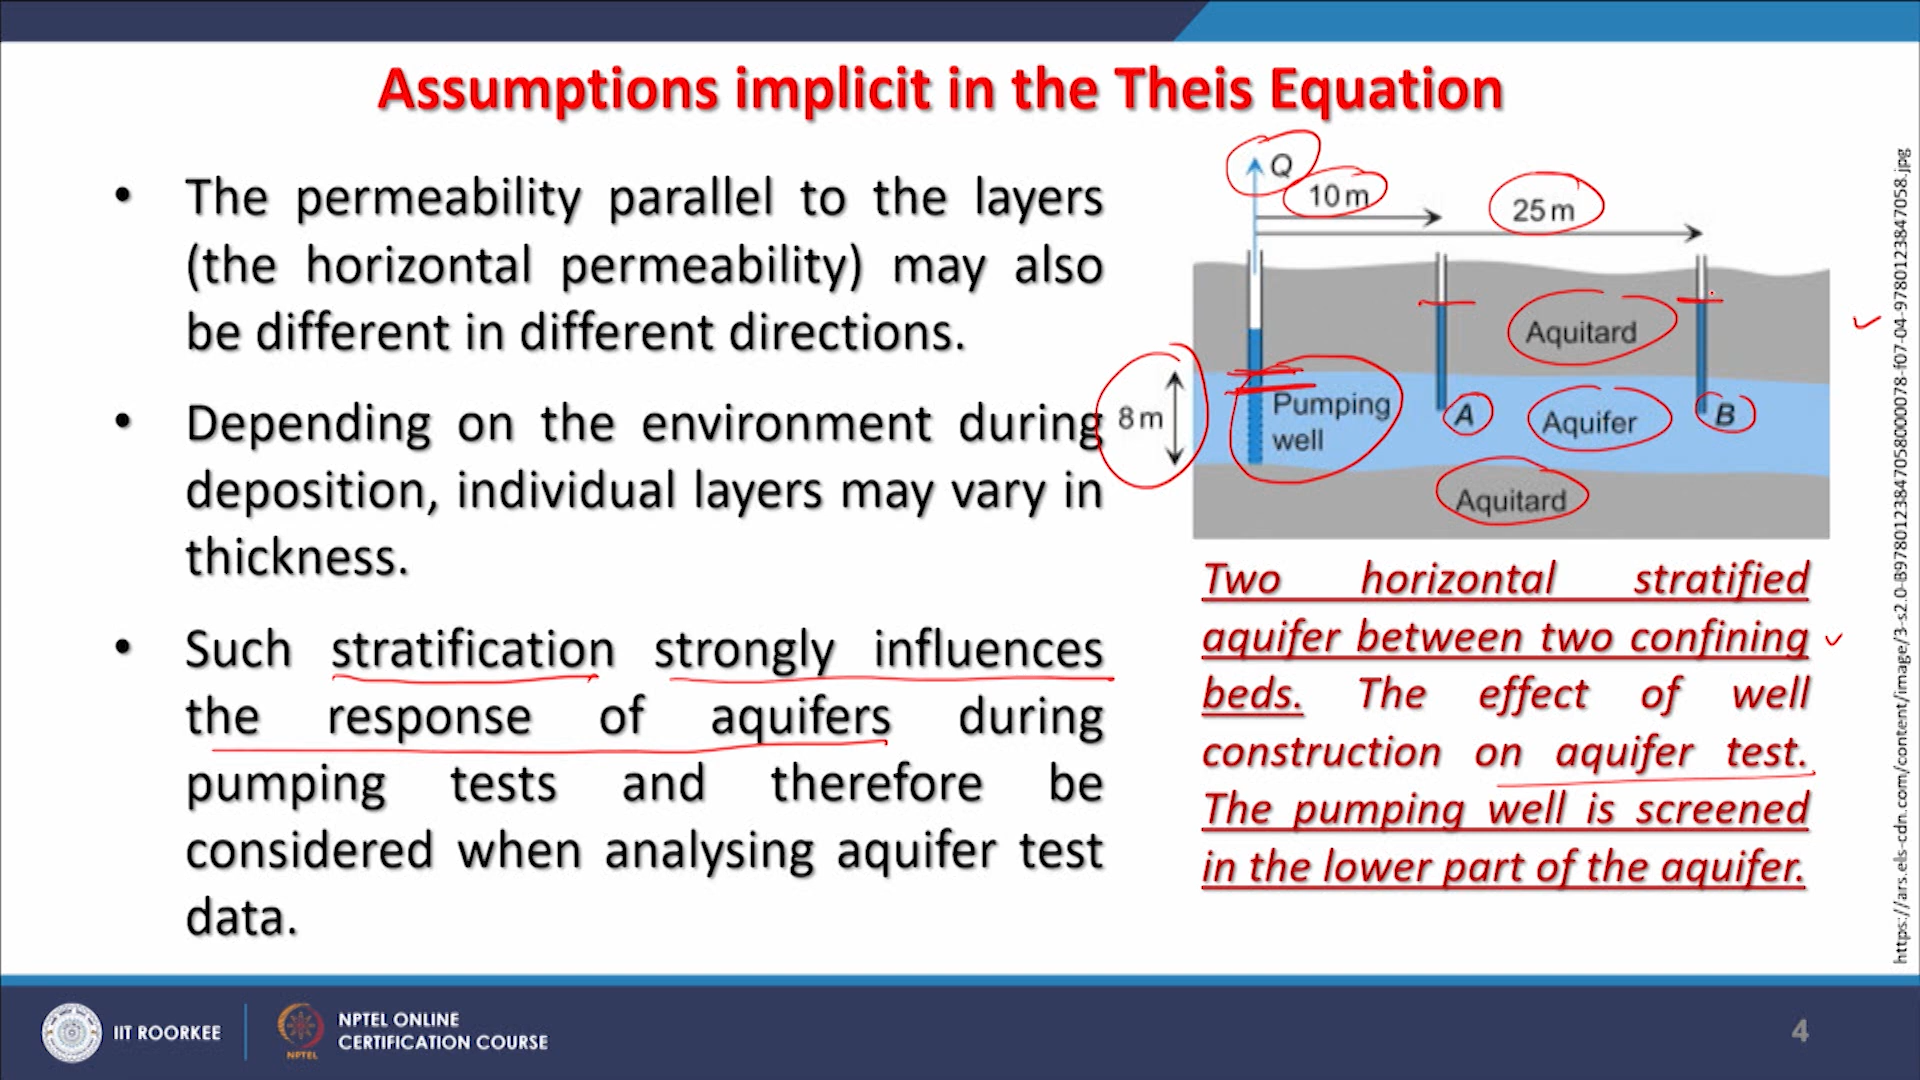 Assumptions implicit in the Theis Equation
• The permeability parallel to the layers
(the horizontal permeability) may also
be different in different directions.
• Depending on the environment during
deposition, individual layers may vary in
thickness.
• Such stratification strongly influences
the response of aquifers during
pumping tests and therefore be
considered when analysing aquifer test
data.
Q
10 m
25 m
Aquitard
8 m
Pumping
well
A
Aquifer
B
Aquitard
Two horizontal stratified
aquifer between two confining
beds. The effect of well
construction on aquifer test.
The pumping well is screened
in the lower part of the aquifer.
https://ars.els-cdn.com/content/image/3-s2.0-B9780123847058000078-f07-04-9780123847058.jpg
IIT ROORKEE
NPTEL
NPTEL ONLINE
CERTIFICATION COURSE
4